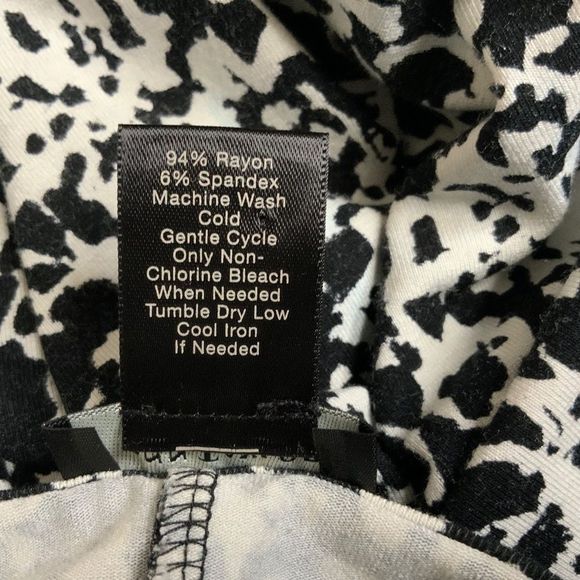 94% Rayon
6% Spandex
Machine Wash
Cold
Gentle Cycle
Only Non-
Chlorine Bleach
When Needed
Tumble Dry Low
Cool Iron
If Needed